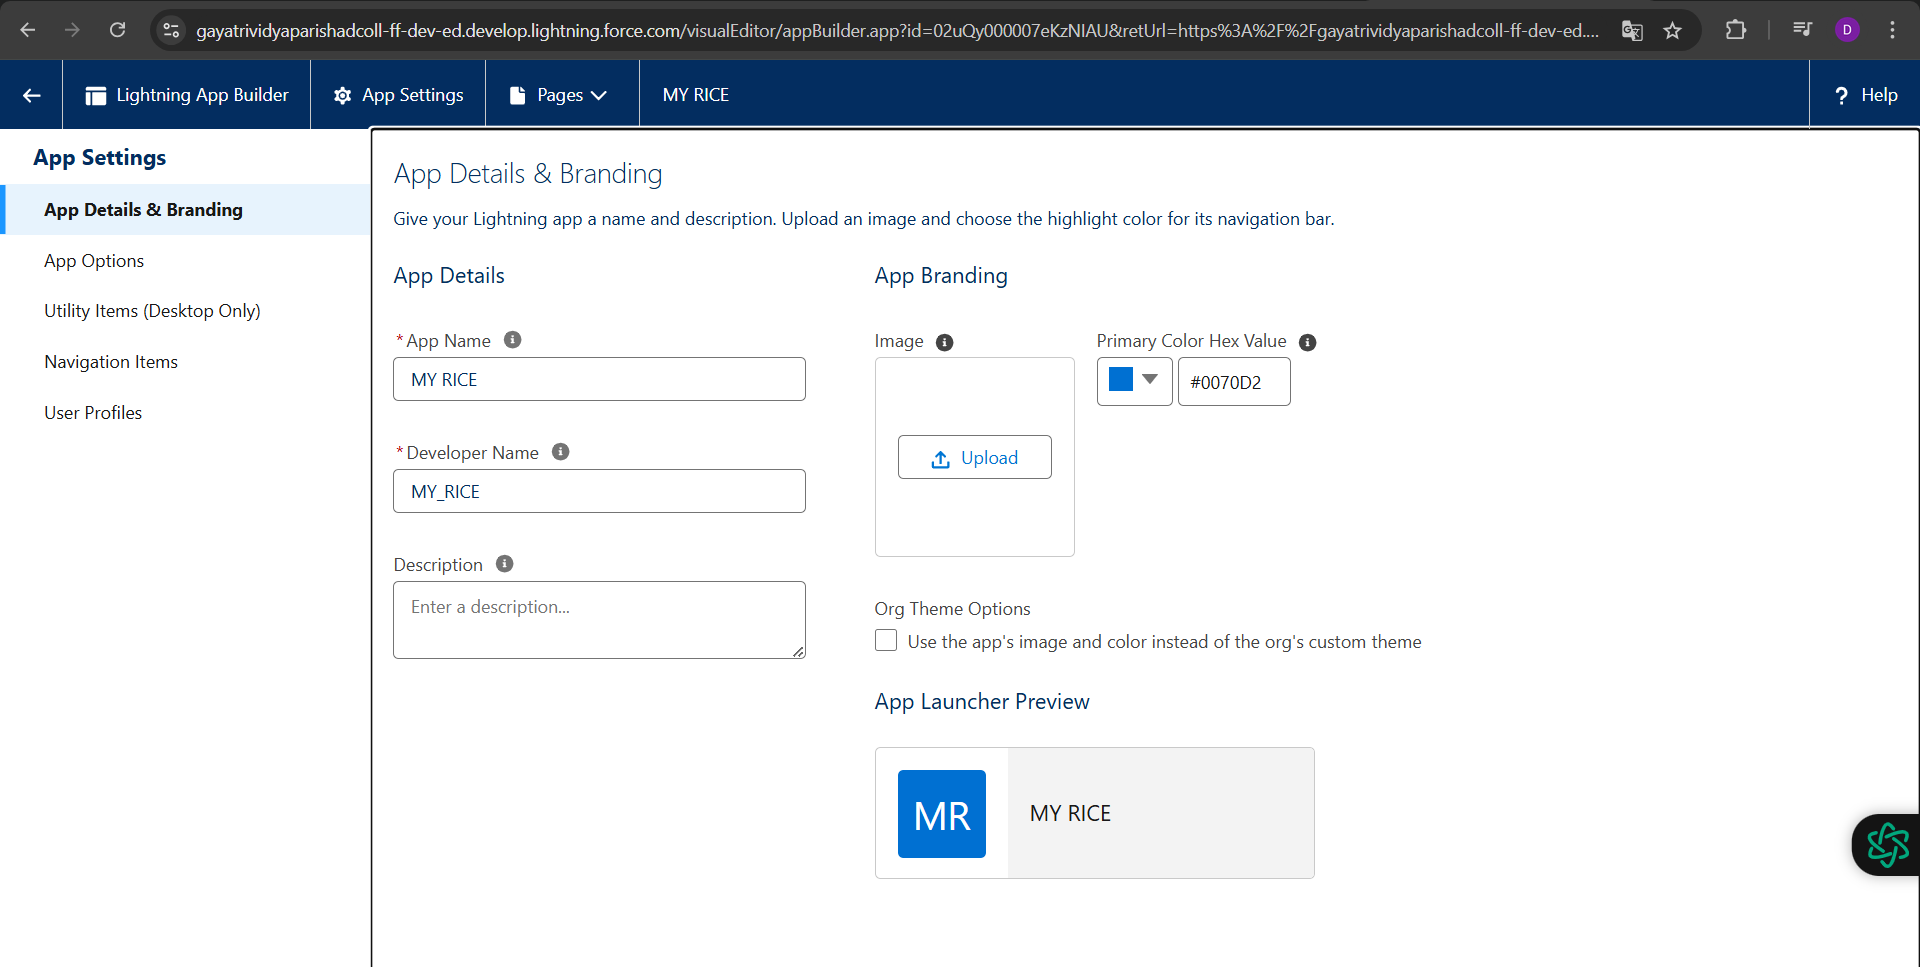 gayatrividyaparishadcoll-ff-dev-ed.develop.lightning.force.com/visualEditor/appBuilder.app?id=02uQy000007eKzNIAU&retUrl=https%3A%2F%2Fgayatrividyaparishadcoll-ff-dev-ed....
D
Lightning App Builder
App Settings
Pages
MY RICE
? Help
App Settings
App Details & Branding
App Options
Utility Items (Desktop Only)
Navigation Items
User Profiles
App Details & Branding
Give your Lightning app a name and description. Upload an image and choose the highlight color for its navigation bar.
App Details
*App Name
MY RICE
*Developer Name
MY_RICE
Description
Enter a description...
App Branding
Image
Upload
Primary Color Hex Value
#0070D2
Org Theme Options
Use the app's image and color instead of the org's custom theme
App Launcher Preview
MR
MY RICE